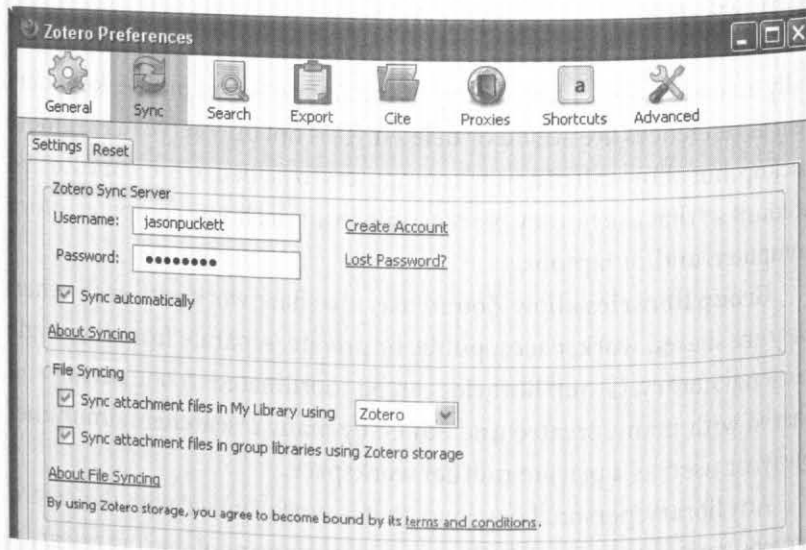 Zotero Preferences
General Sync Search Export Cite Proxies Shortcuts Advanced
Settings Reset
Zotero Sync Server
Username: jasonpuckett Create Account
Password: •••••••• Lost Password?
Sync automatically
About Syncing
File Syncing
Sync attachment files in My Library using Zotero
Sync attachment files in group libraries using Zotero storage
About File Syncing
By using Zotero storage, you agree to become bound by its terms and conditions.